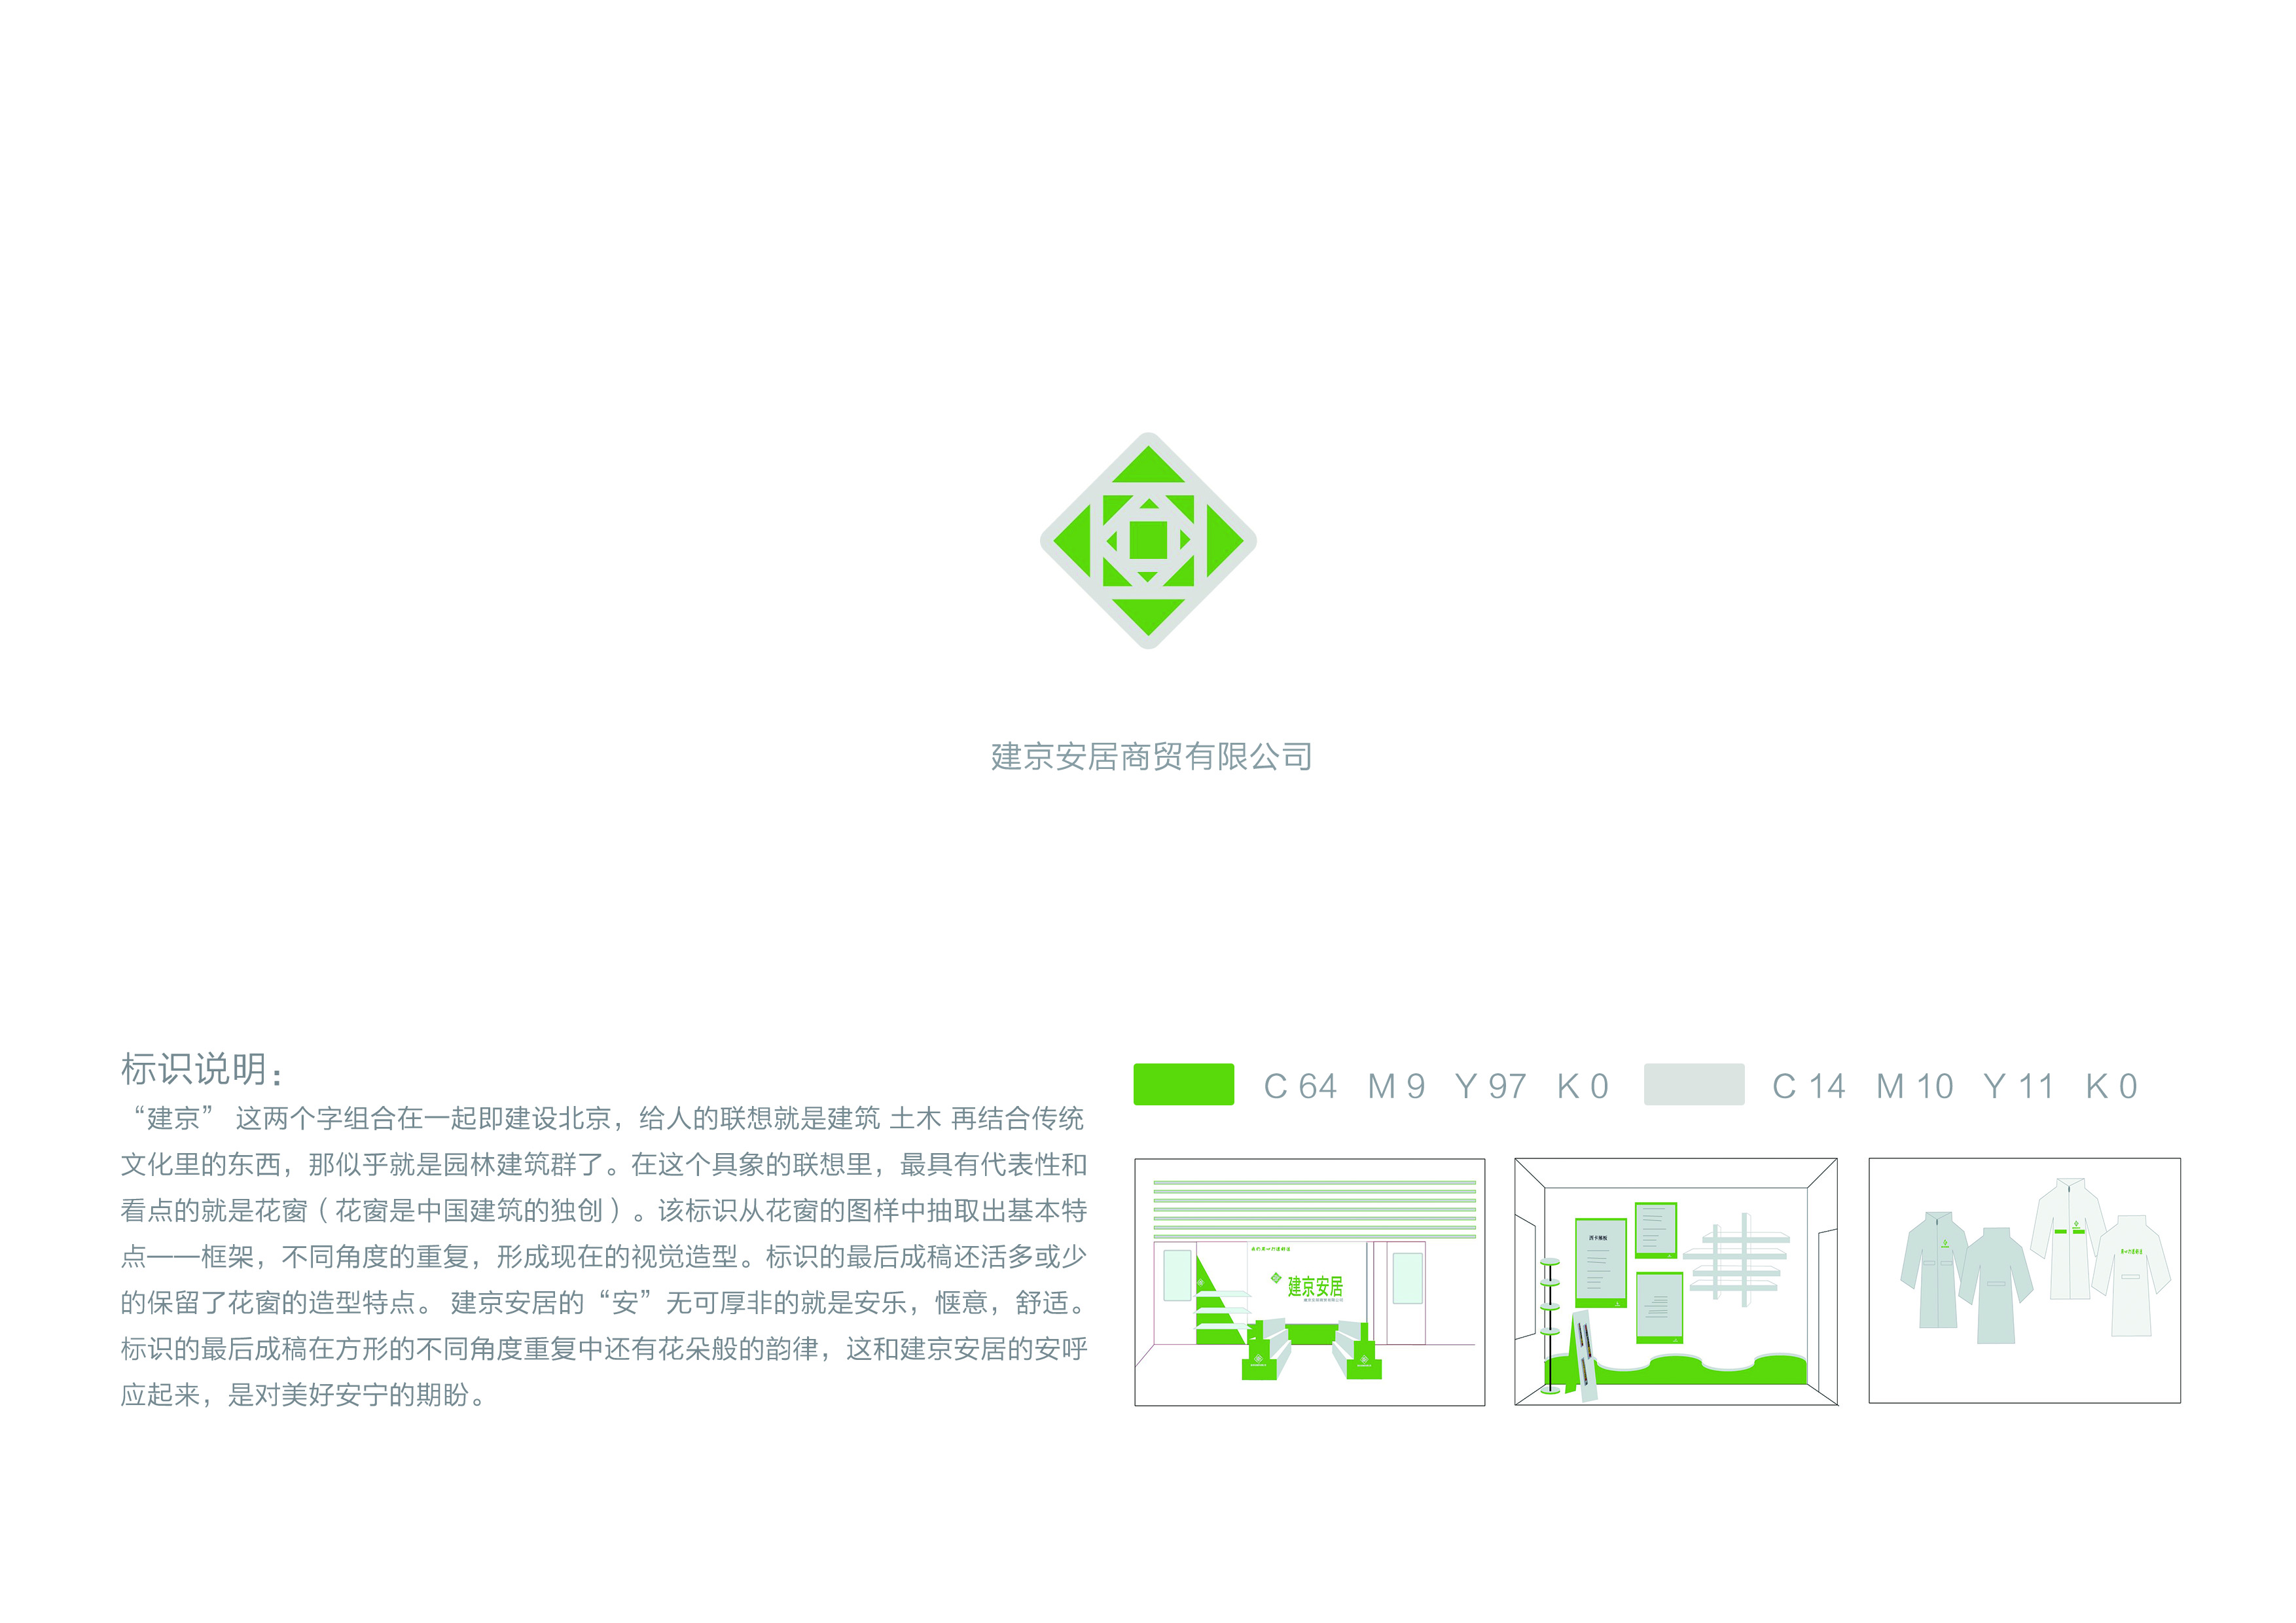 建京安居商贸有限公司
标识说明：
“建京” 这两个字组合在一起即建设北京，给人的联想就是建筑 土木 再结合传统
文化里的东西，那似乎就是园林建筑群了。在这个具象的联想里，最具有代表性和
看点的就是花窗（花窗是中国建筑的独创）。该标识从花窗的图样中抽取出基本特
点——框架，不同角度的重复，形成现在的视觉造型。标识的最后成稿还活多或少
的保留了花窗的造型特点。 建京安居的“安”无可厚非的就是安乐，惬意，舒适。
标识的最后成稿在方形的不同角度重复中还有花朵般的韵律，这和建京安居的安呼
应起来，是对美好安宁的期盼。
C 64 M 9 Y 97 K 0
C 14 M 10 Y 11 K 0
建京安居